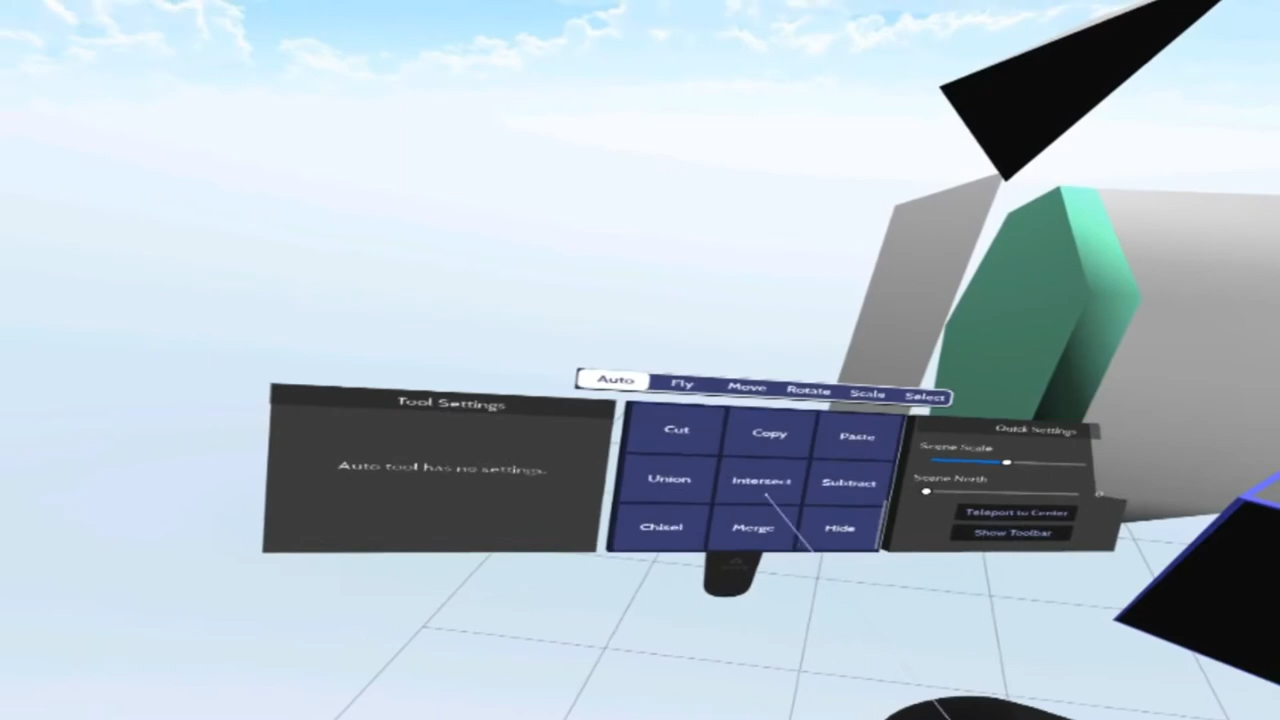 Auto Fly Move Rotate Scale Select
Tool Settings
Auto tool has no settings.
Cut Copy Paste
Union Intersect Subtract
Chisel Merge Hide
Quick Settings
Scene Scale
Scene North
0
Teleport to Center
Show Toolbar